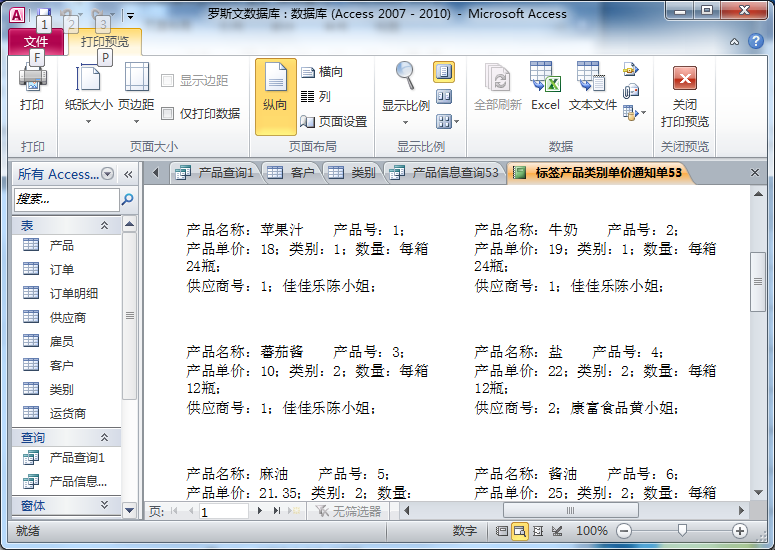 罗斯文数据库 : 数据库 (Access 2007 - 2010) - Microsoft Access
1 2 3
文件 打印预览
F P
打印 纸张大小 页边距 显示边距 仅打印数据 纵向 横向 列 页面设置 显示比例 全部刷新 Excel 文本文件 关闭打印预览
打印 页面大小 页面布局 显示比例 数据 关闭预览
所有 Access... 产品查询1 客户 类别 产品信息查询53 标签产品类别单价通知单53
搜索...
表
产品
订单
订单明细
供应商
雇员
客户
类别
运货商
查询
产品查询1
产品信息...
窗体
产品名称: 苹果汁 产品号: 1;
产品单价: 18; 类别: 1; 数量: 每箱
24瓶;
供应商号: 1; 佳佳乐陈小姐;
产品名称: 牛奶 产品号: 2;
产品单价: 19; 类别: 1; 数量: 每箱
24瓶;
供应商号: 1; 佳佳乐陈小姐;
产品名称: 蕃茄酱 产品号: 3;
产品单价: 10; 类别: 2; 数量: 每箱
12瓶;
供应商号: 1; 佳佳乐陈小姐;
产品名称: 盐 产品号: 4;
产品单价: 22; 类别: 2; 数量: 每箱
12瓶;
供应商号: 2; 康富食品黄小姐;
产品名称: 麻油 产品号: 5;
产品单价: 21.35; 类别: 2; 数量:
产品名称: 酱油 产品号: 6;
产品单价: 25; 类别: 2; 数量: 每箱
页: 1 无筛选器
就绪 数字 100%